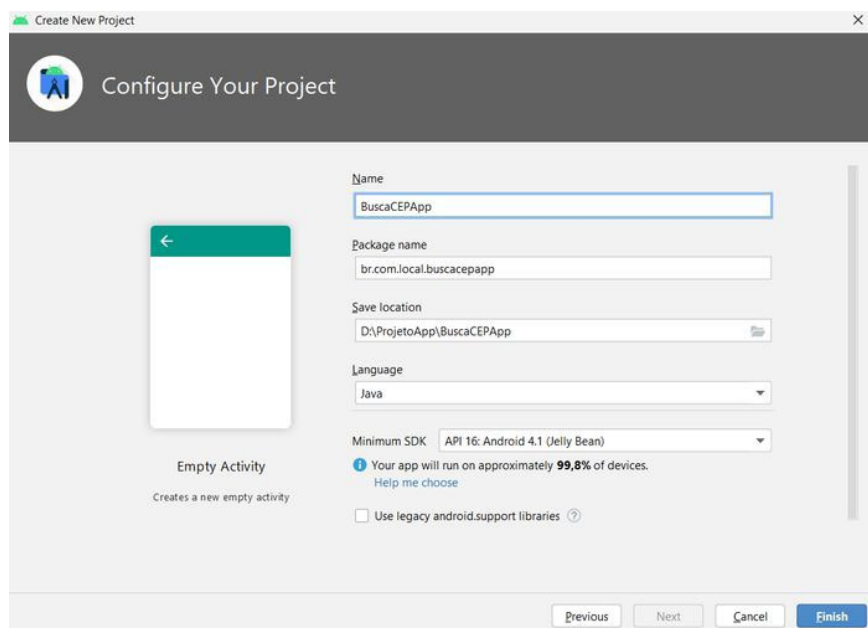 Create New Project
Configure Your Project
Name
BuscaCEPApp
Package name
br.com.local.buscacepapp
Save location
D:\ProjetoApp\BuscaCEPApp
Language
Java
Minimum SDK API 16: Android 4.1 (Jelly Bean)
Your app will run on approximately 99,8% of devices.
Help me choose
Use legacy android.support libraries ?
Empty Activity
Creates a new empty activity
Previous Next Cancel Finish